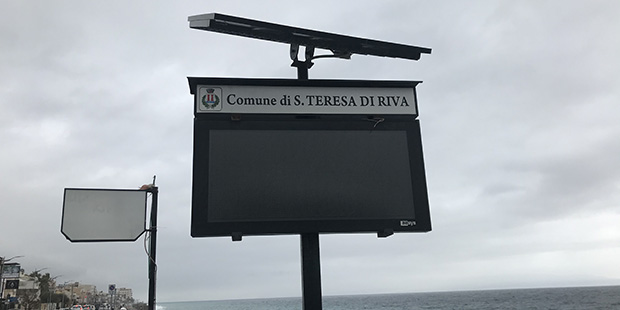 Comune di S. TERESA DI RIVA